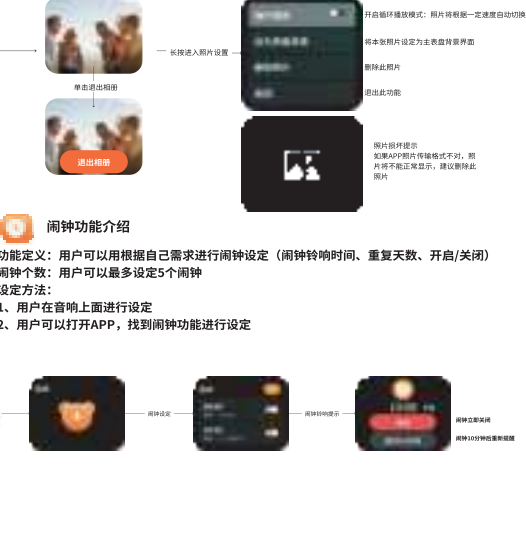 开启循环播放模式：照片将根据一定速度自动切换
长按进入照片设置
将本张照片设定为主表盘背景界面
删除此照片
单击退出相册
退出此功能
退出相册
照片损坏提示
如果APP照片传输格式不对，照
片将不能正常显示，建议删除此
照片
闹钟功能介绍
功能定义：用户可以用根据自己需求进行闹钟设定（闹钟铃响时间、重复天数、开启/关闭）
闹钟个数：用户可以最多设定5个闹钟
设定方法：
1、用户在音响上面进行设定
2、用户可以打开APP，找到闹钟功能进行设定
闹钟设定
闹钟铃响提示
闹钟立即关闭
闹钟10分钟后重新提醒